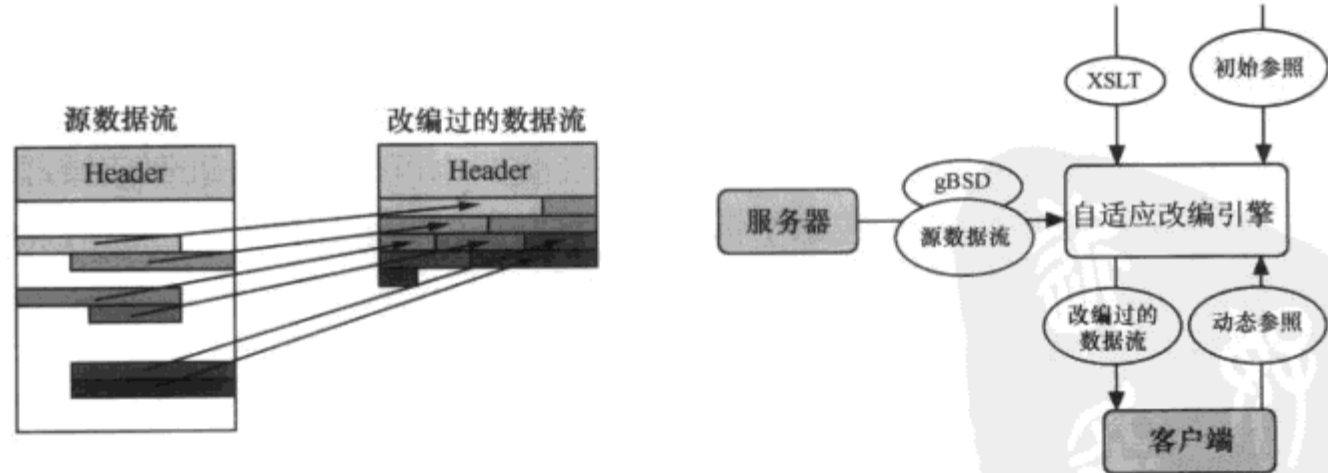 源数据流
Header
改编过的数据流
Header
XSLT
初始参照
gBSD
服务器
源数据流
自适应改编引擎
改编过的
数据流
动态参照
客户端